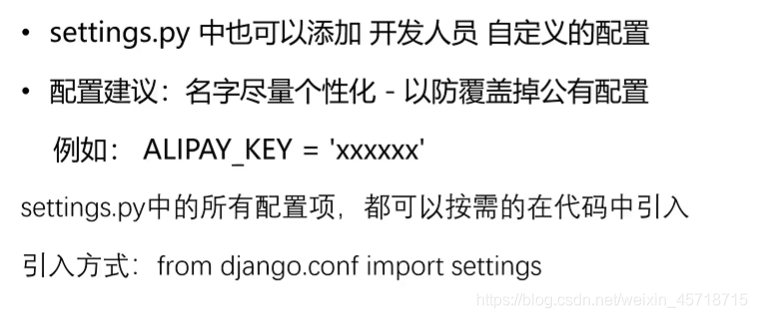 • settings.py 中也可以添加 开发人员 自定义的配置
• 配置建议：名字尽量个性化 - 以防覆盖掉公有配置
例如： ALIPAY_KEY = 'xxxxxx'
settings.py中的所有配置项，都可以按需的在代码中引入
引入方式：from django.conf import settings
https://blog.csdn.net/weixin_45718715